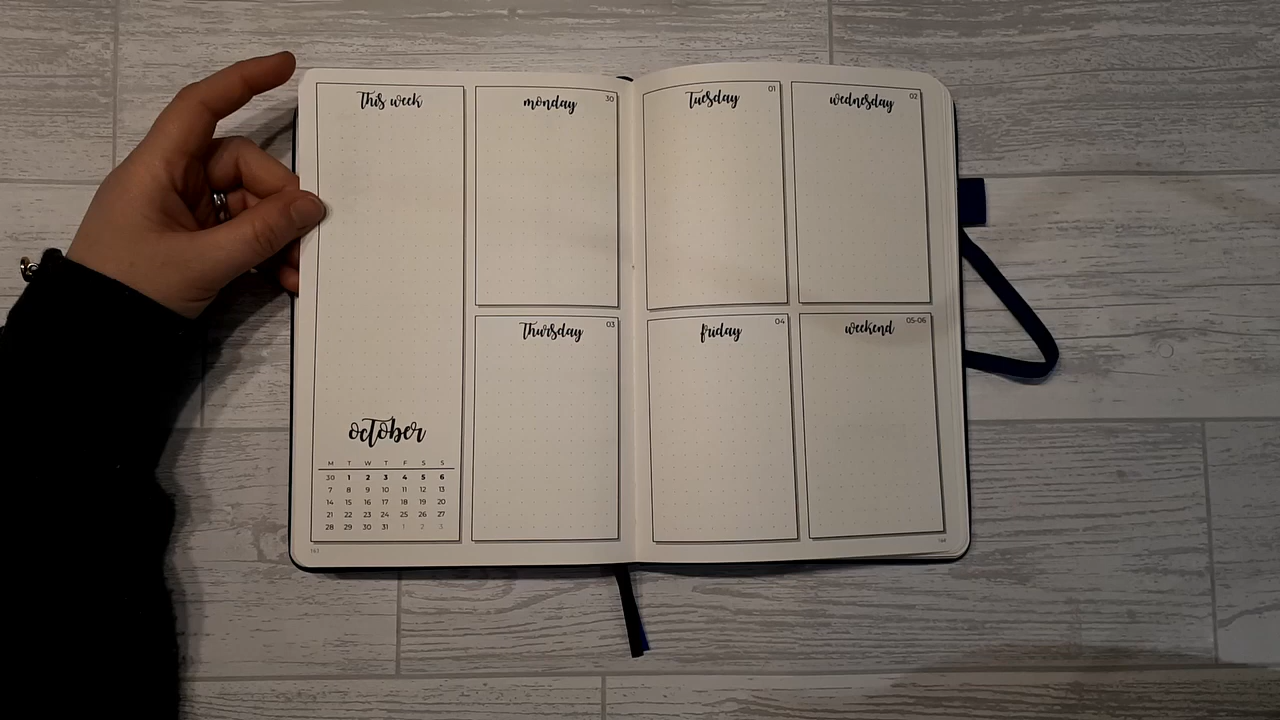 This week
october
M T W T F S S
30 1 2 3 4 5 6
7 8 9 10 11 12 13
14 15 16 17 18 19 20
21 22 23 24 25 26 27
28 29 30 31 1 2 3
monday 30
Thursday 03
Tuesday 01
wednesday 02
friday 04
weekend 05-06